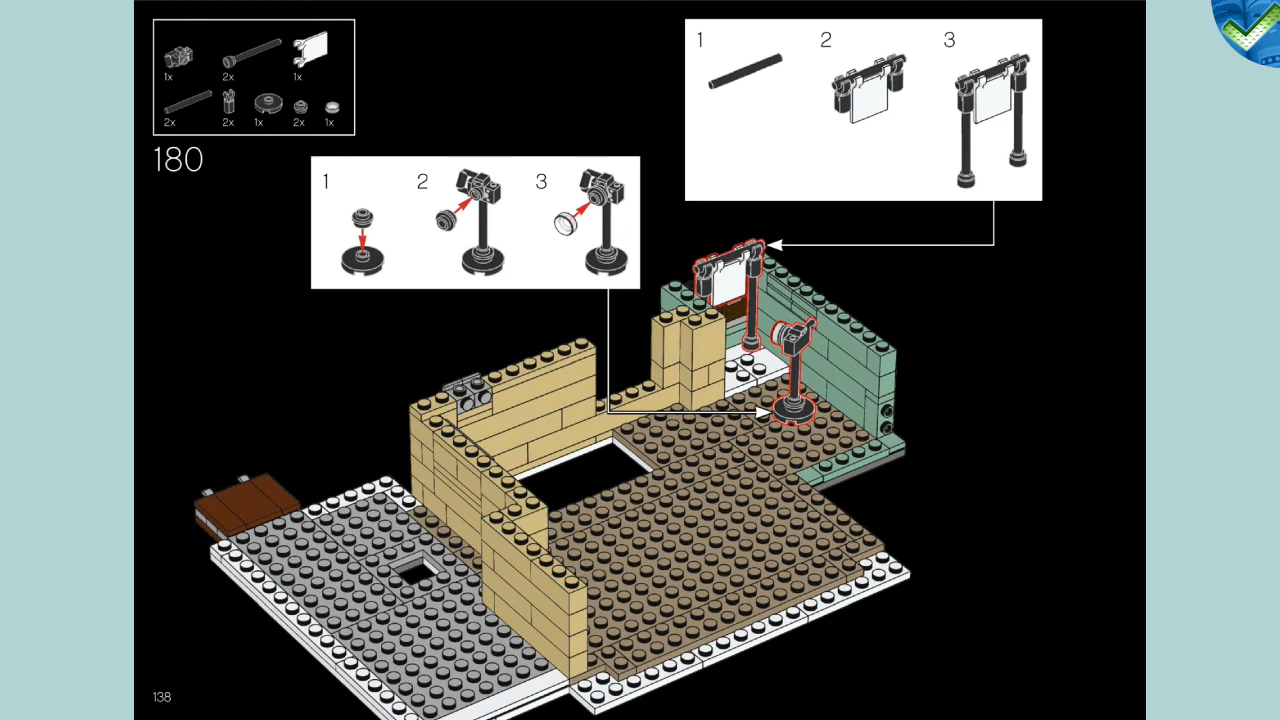 1x 2x 1x
2x 2x 1x 2x 1x
180
1 2 3
1 2 3
138